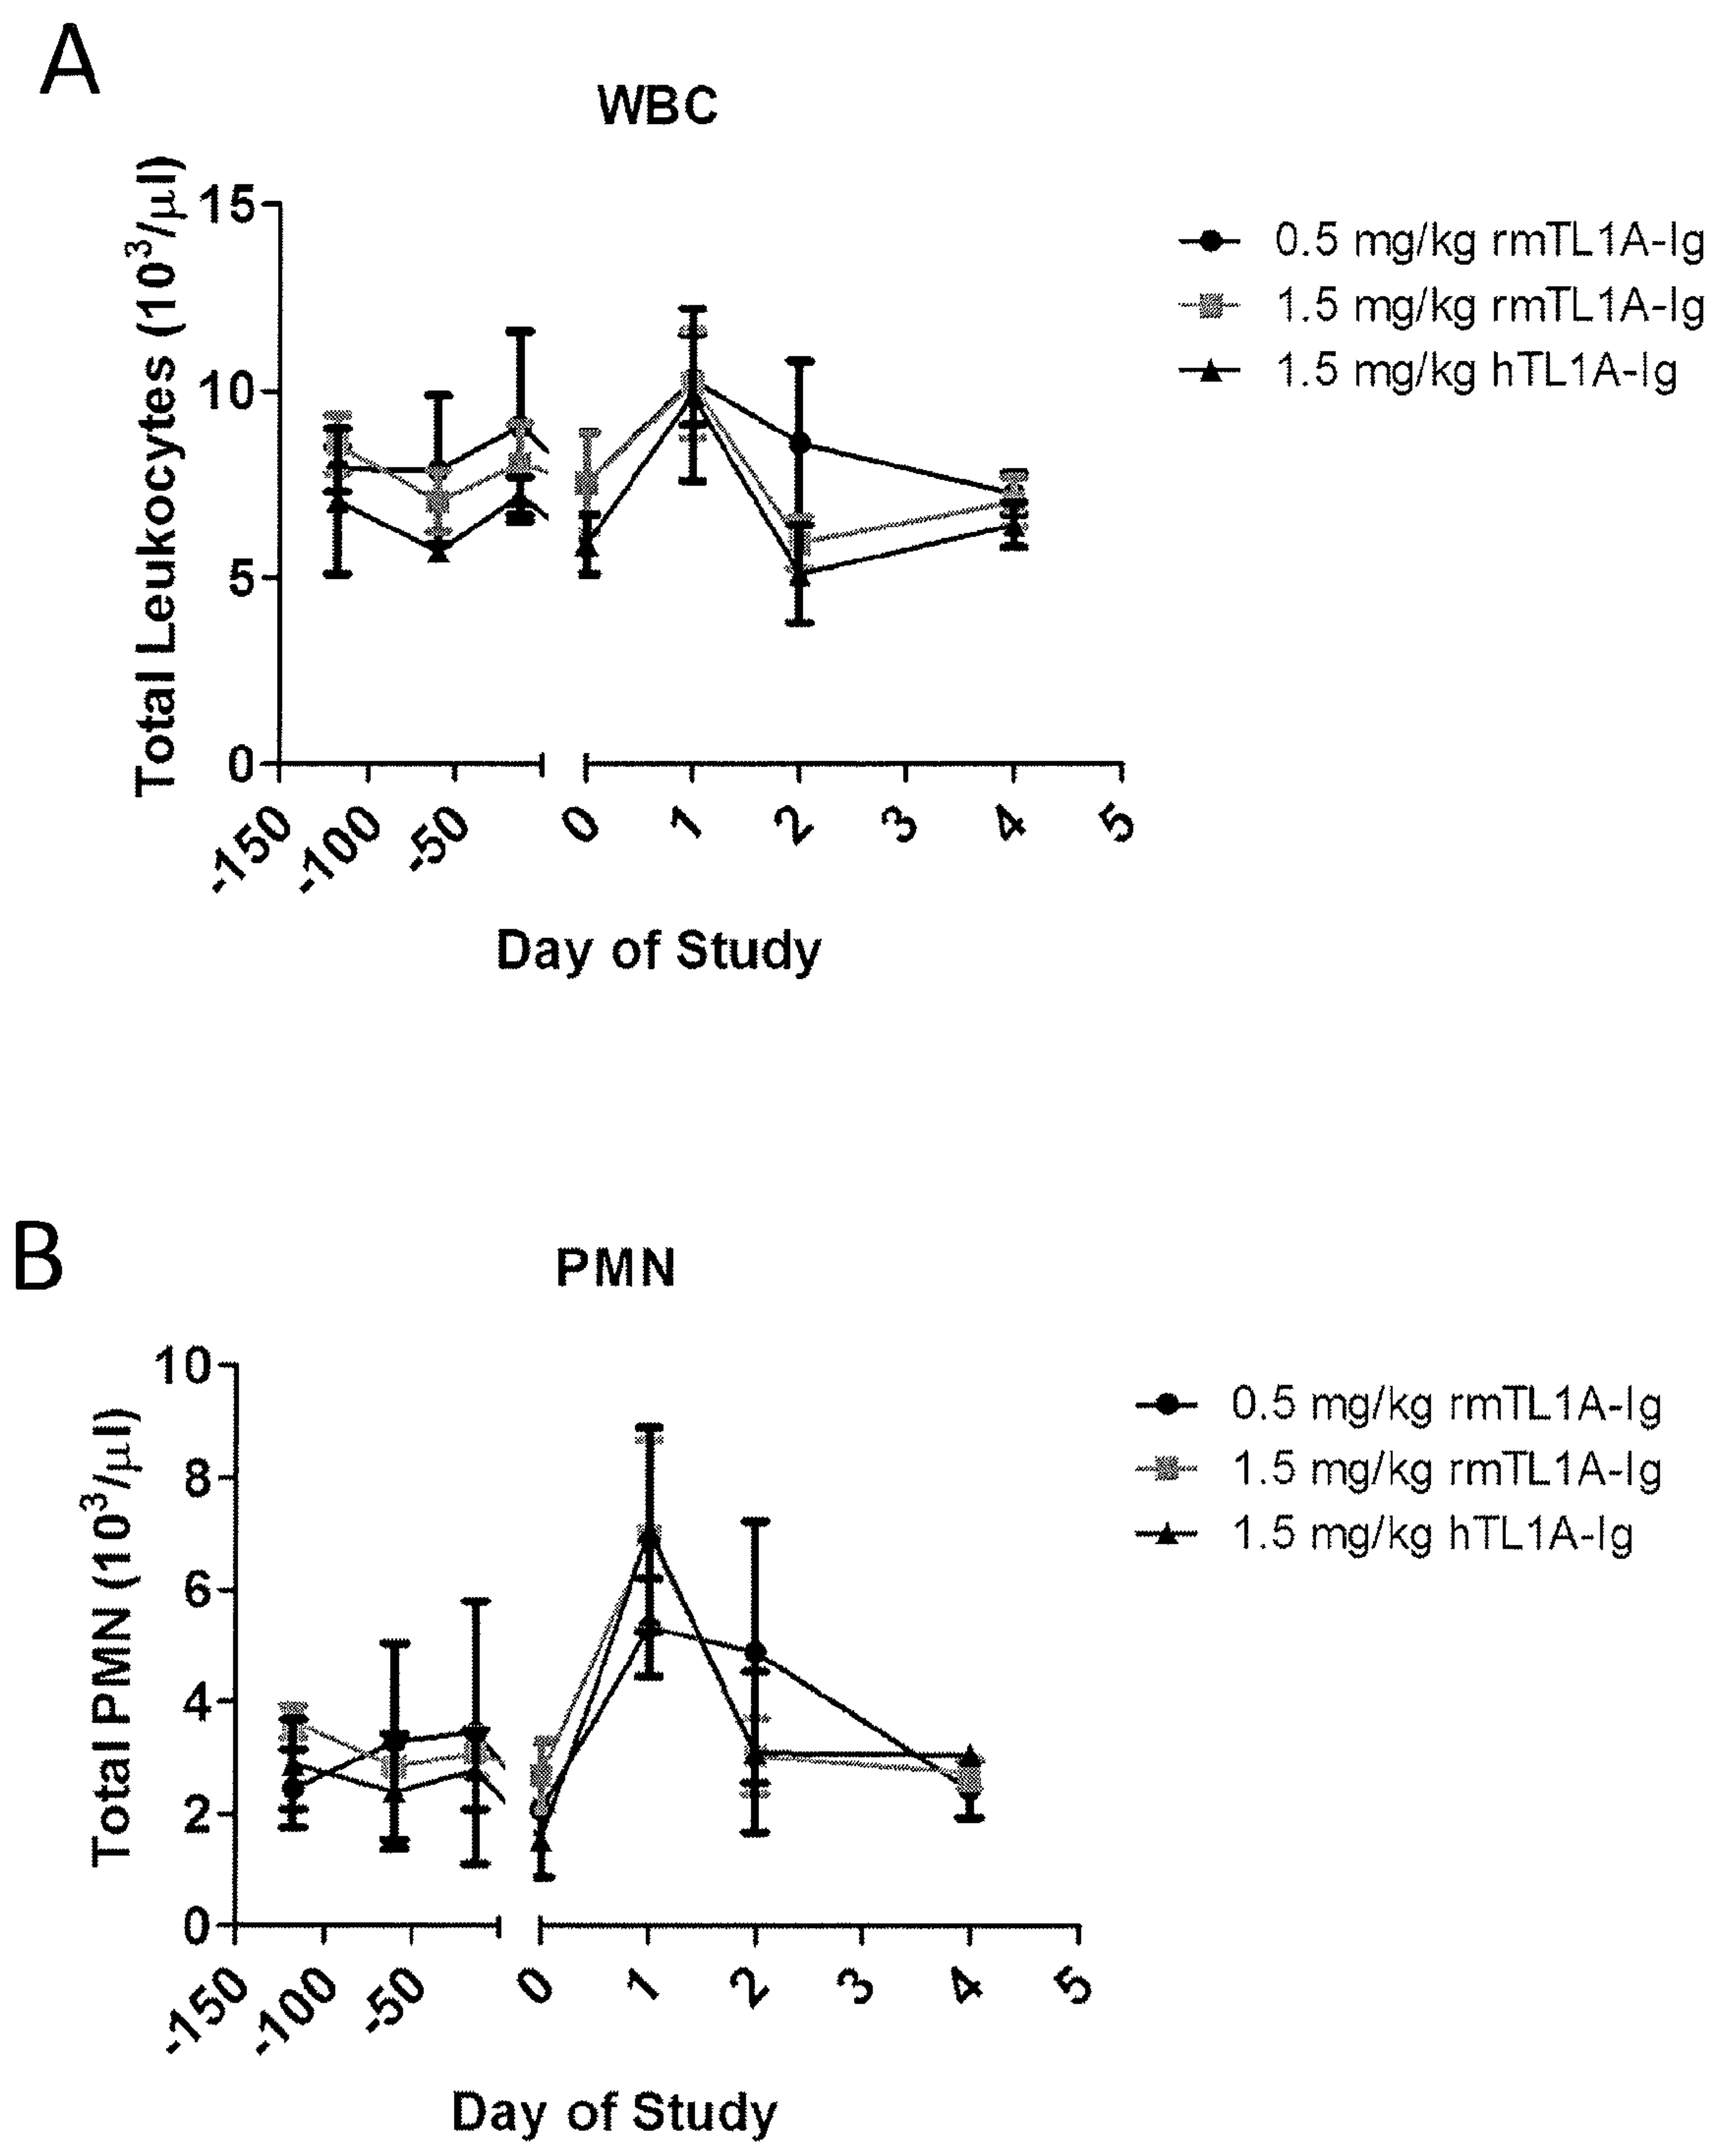 A
WBC
Total Leukocytes (10³/µl)
15
10
5
0
-150
-100
-50
0
1
2
3
4
5
Day of Study
0.5 mg/kg rmTL1A-Ig
1.5 mg/kg rmTL1A-Ig
1.5 mg/kg hTL1A-Ig
B
PMN
Total PMN (10³/µl)
10
8
6
4
2
0
-150
-100
-50
0
1
2
3
4
5
Day of Study
0.5 mg/kg rmTL1A-Ig
1.5 mg/kg rmTL1A-Ig
1.5 mg/kg hTL1A-Ig